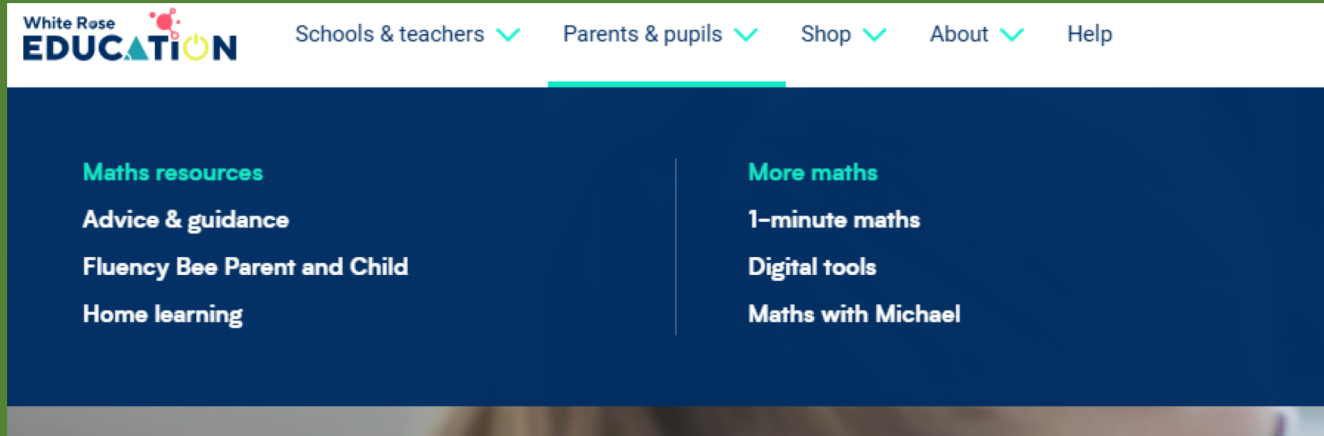 White Rose
EDUCATION
Schools & teachers
Parents & pupils
Shop
About
Help
Maths resources
Advice & guidance
Fluency Bee Parent and Child
Home learning
More maths
1-minute maths
Digital tools
Maths with Michael